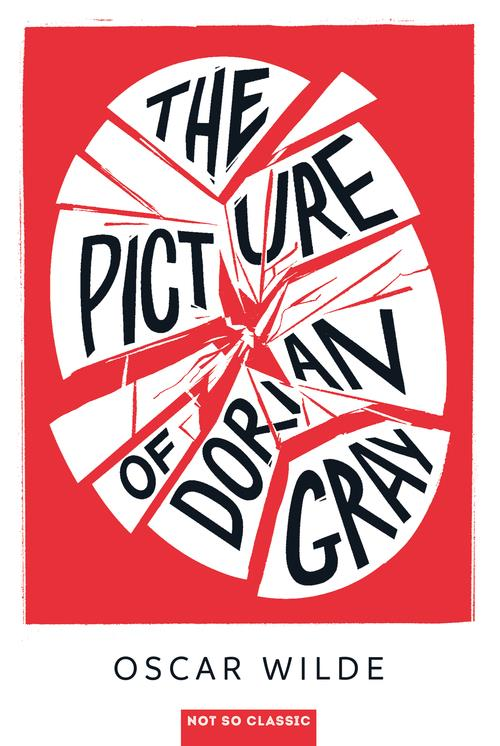 THE
PICTURE
OF DORIAN
GRAY
OSCAR WILDE
NOT SO CLASSIC